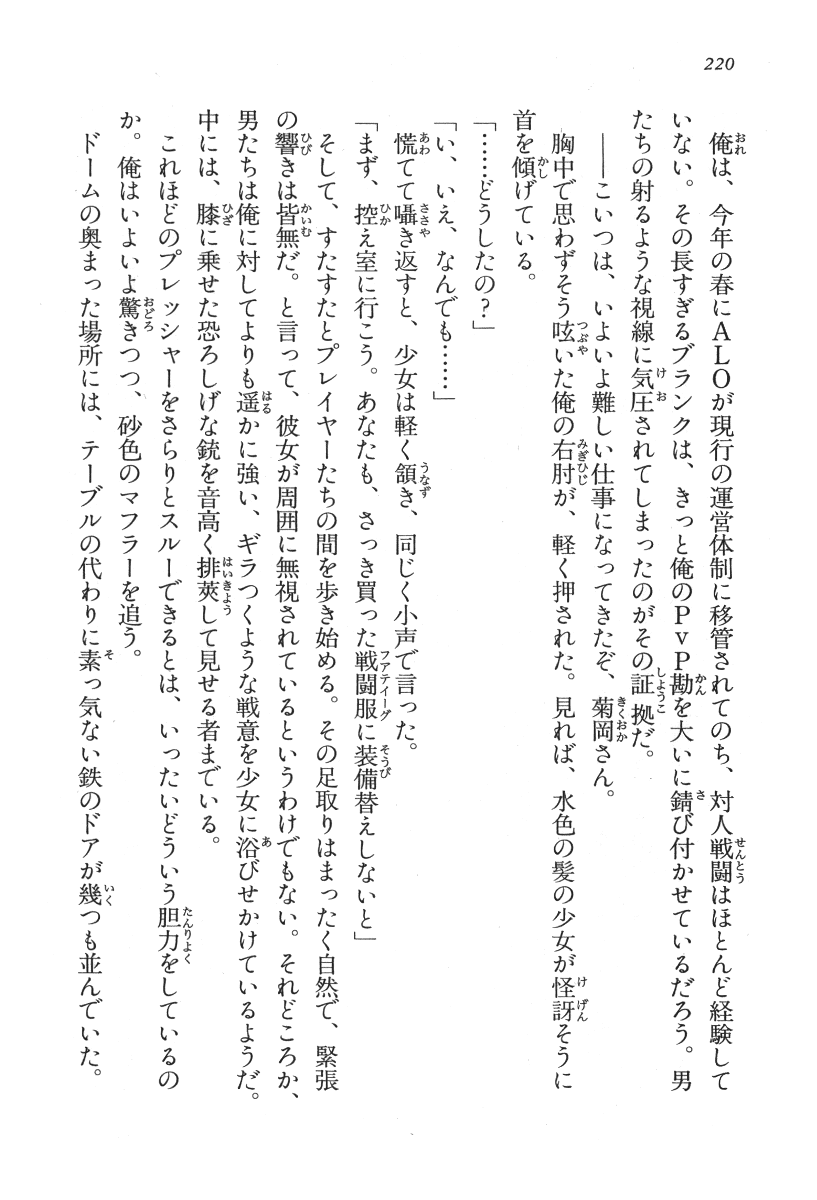 220
俺は、今年の春にALOが現行の運営体制に移管されてのち、対人戦闘はほとんど経験して
いない。その長すぎるブランクは、きっと俺のPvP勘を大いに錆び付かせているだろう。男
たちの射るような視線に気圧されてしまったのがその証拠だ。
――こいつは、いよいよ難しい仕事になってきたぞ、菊岡さん。
胸中で思わずそう呟いた俺の右肘が、軽く押された。見れば、水色の髪の少女が怪訝そうに
首を傾げている。
「……どうしたの?」
「い、いえ、なんでも……」
慌てて囁き返すと、少女は軽く頷き、同じく小声で言った。
「まず、控え室に行こう。あなたも、さっき買った戦闘服に装備替えしないと」
そして、すたすたとプレイヤーたちの間を歩き始める。その足取りはまったく自然で、緊張
の響きは皆無だ。と言って、彼女が周囲に無視されているというわけでもない。それどころか、
男たちは俺に対してよりも遥かに強い、ギラつくような戦意を少女に浴びせかけているようだ。
中には、膝に乗せた恐ろしげな銃を音高く排莢して見せる者までいる。
これほどのプレッシャーをさらりとスルーできるとは、いったいどういう胆力をしているの
か。俺はいよいよ驚きつつ、砂色のマフラーを追う。
ドームの奥まった場所には、テーブルの代わりに素っ気ない鉄のドアが幾つも並んでいた。